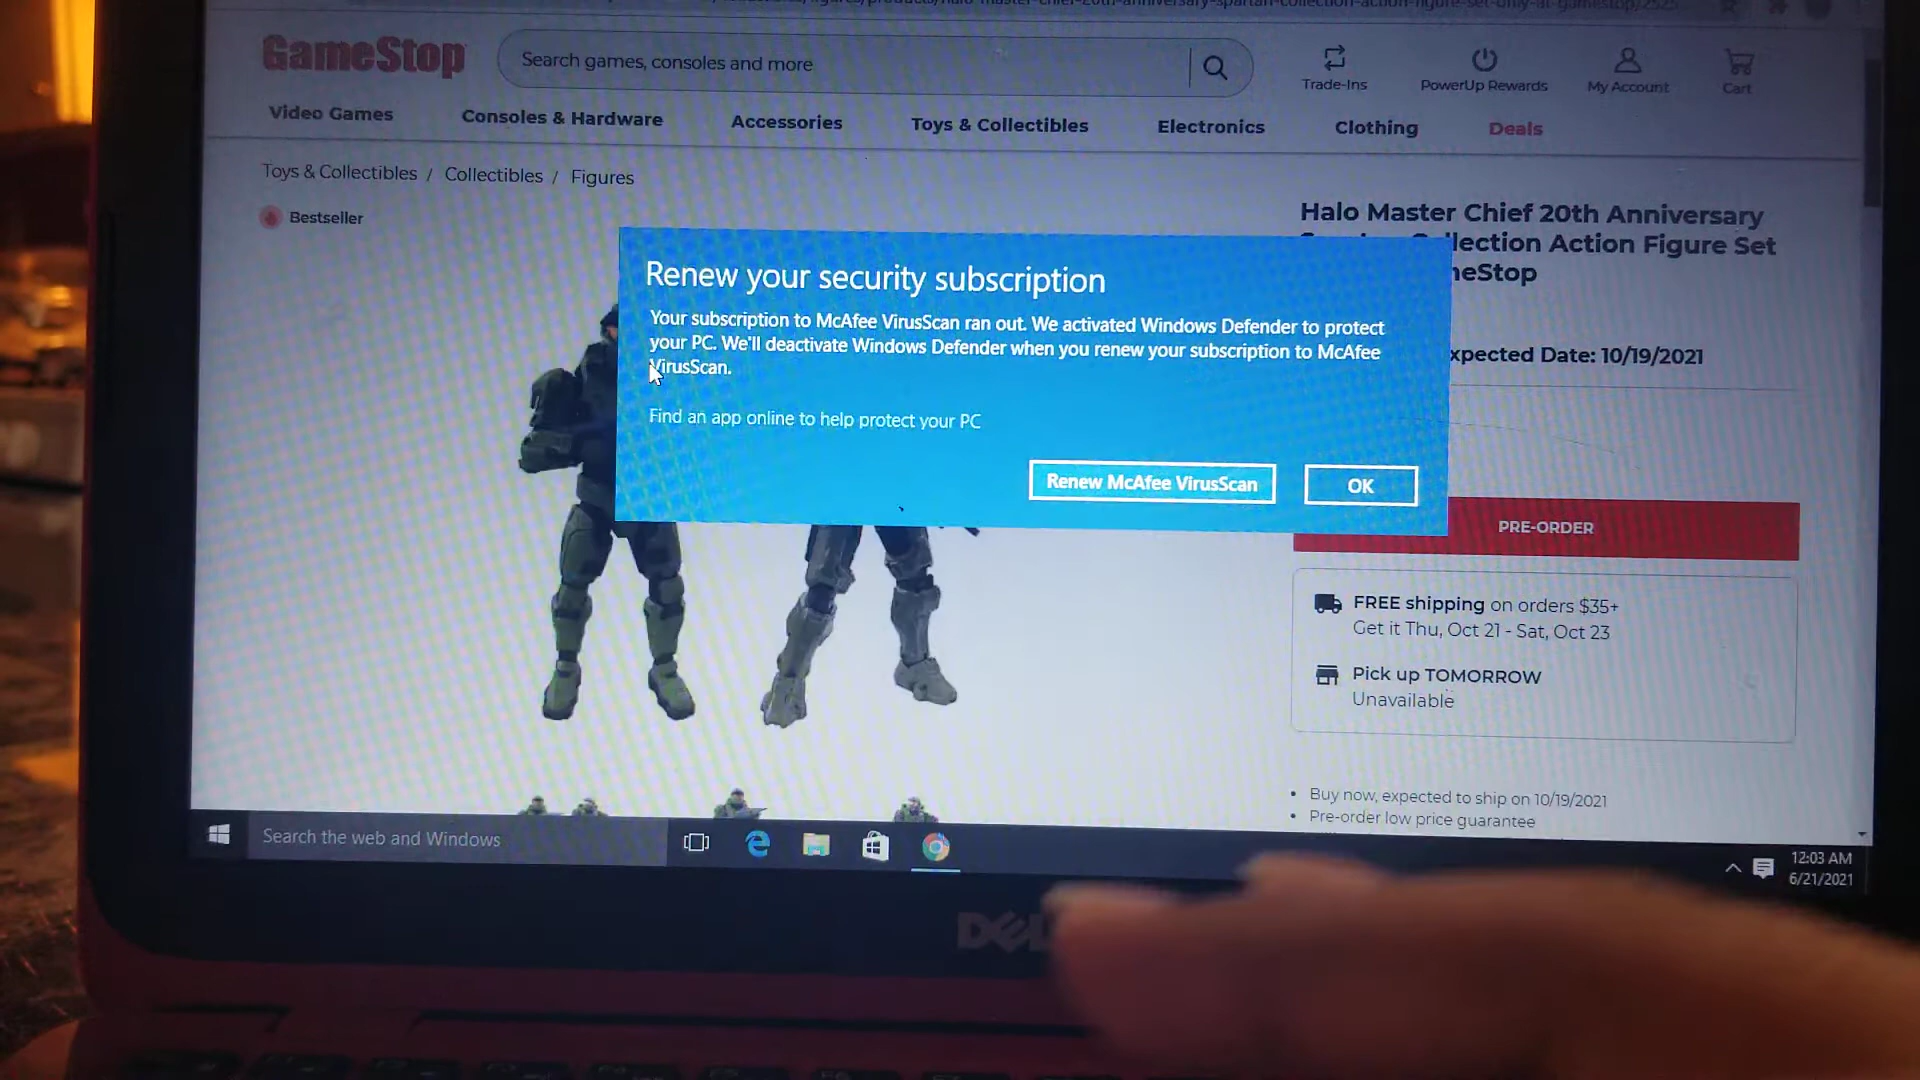 GameStop
Search games, consoles and more
Trade-Ins
PowerUp Rewards
My Account
Cart
Video Games
Consoles & Hardware
Accessories
Toys & Collectibles
Electronics
Clothing
Deals
Toys & Collectibles / Collectibles / Figures
Bestseller
Halo Master Chief 20th Anniversary
llection Action Figure Set
neStop
xpected Date: 10/19/2021
Renew your security subscription
Your subscription to McAfee VirusScan ran out. We activated Windows Defender to protect
your PC. We'll deactivate Windows Defender when you renew your subscription to McAfee
VirusScan.
Find an app online to help protect your PC
Renew McAfee VirusScan
OK
PRE-ORDER
FREE shipping on orders $35+
Get it Thu, Oct 21 - Sat, Oct 23
Pick up TOMORROW
Unavailable
• Buy now, expected to ship on 10/19/2021
• Pre-order low price guarantee
Search the web and Windows
12:03 AM
6/21/2021
DELL